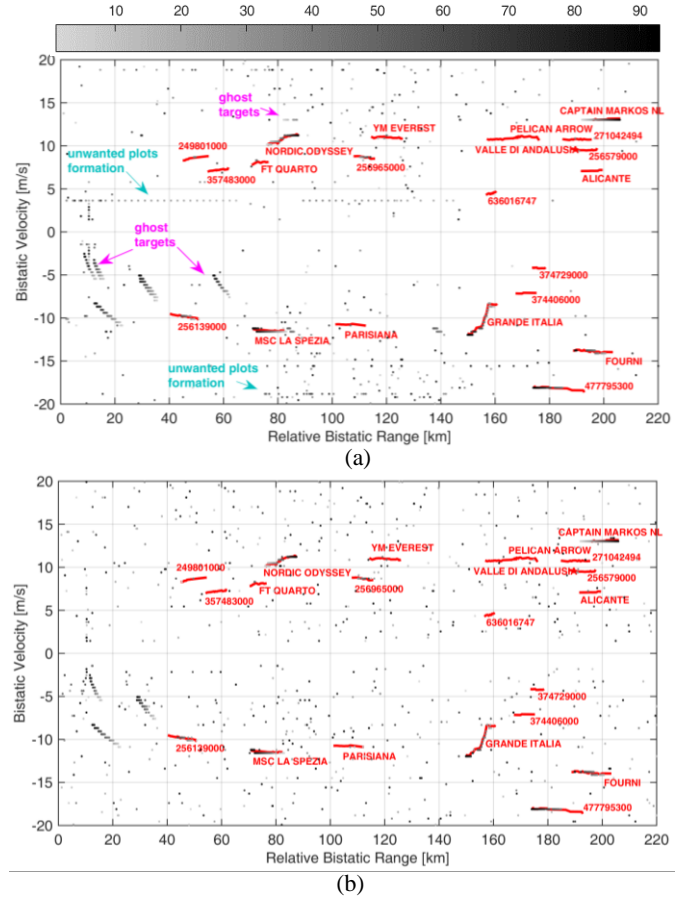 10 20 30 40 50 60 70 80 90
20
15
10
5
0
-5
-10
-15
-20
Bistatic Velocity [m/s]
ghost
targets
CAPTAIN MARKOS NL
YM EVEREST
PELICAN ARROW
271042494
249801000
NORDIC ODYSSEY
VALLE DI ANDALUSIA
256579000
unwanted plots
formation
357483000
FT QUARTO
256965000
ALICANTE
636016747
ghost
targets
374729000
374406000
256139000
GRANDE ITALIA
MSC LA SPEZIA
PARISIANA
FOURNI
unwanted plots
formation
477795300
0 20 40 60 80 100 120 140 160 180 200 220
Relative Bistatic Range [km]
(a)
20
15
10
5
0
-5
-10
-15
-20
Bistatic Velocity [m/s]
CAPTAIN MARKOS NL
YM EVEREST
PELICAN ARROW
271042494
249801000
NORDIC ODYSSEY
VALLE DI ANDALUSIA
256579000
357483000
FT QUARTO
256965000
ALICANTE
636016747
374729000
374406000
256139000
GRANDE ITALIA
MSC LA SPEZIA
PARISIANA
FOURNI
477795300
0 20 40 60 80 100 120 140 160 180 200 220
Relative Bistatic Range [km]
(b)